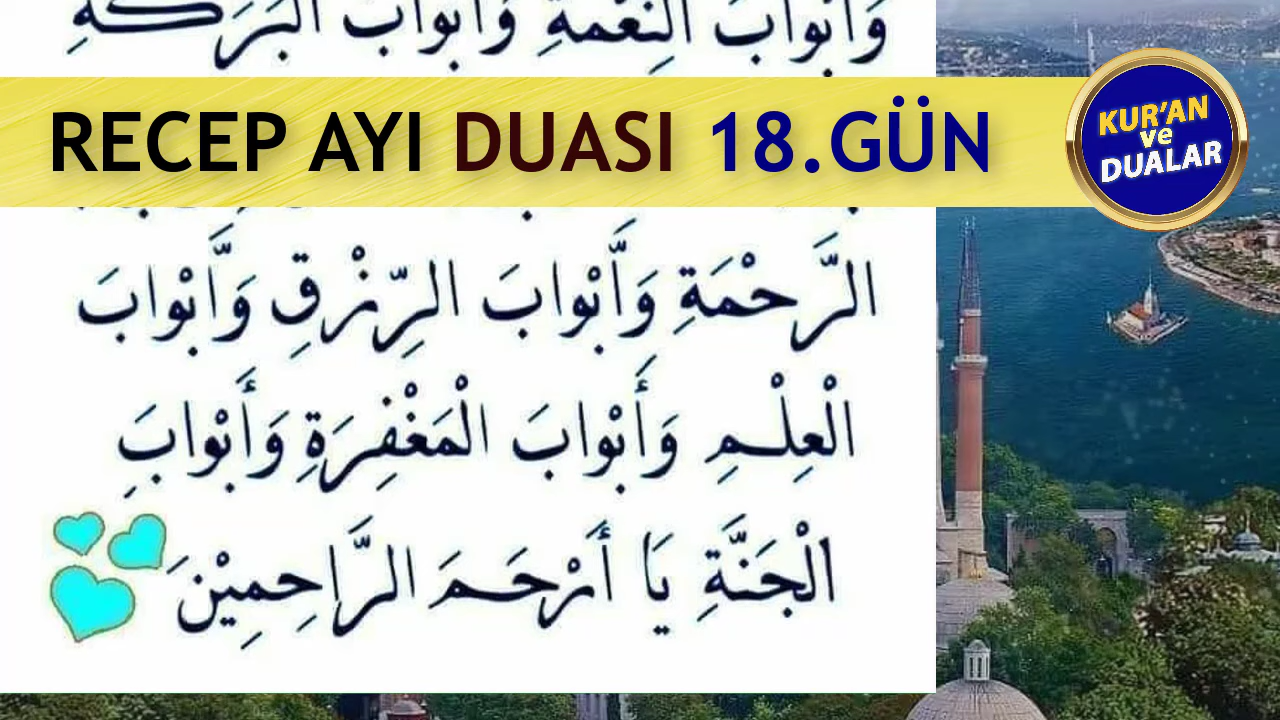 وَأَبْوَابَ النِّعْمَةِ وَأَبْوَابَ الْبَرَكَةِ
RECEP AYI DUASI 18.GÜN
KUR'AN
ve
DUALAR
الرَّحْمَةِ وَأَبْوَابَ الرِّزْقِ وَأَبْوَابَ
الْعِلْمِ وَأَبْوَابَ الْمَغْفِرَةِ وَأَبْوَابَ
الْجَنَّةِ يَا أَرْحَمَ الرَّاحِمِيْنَ